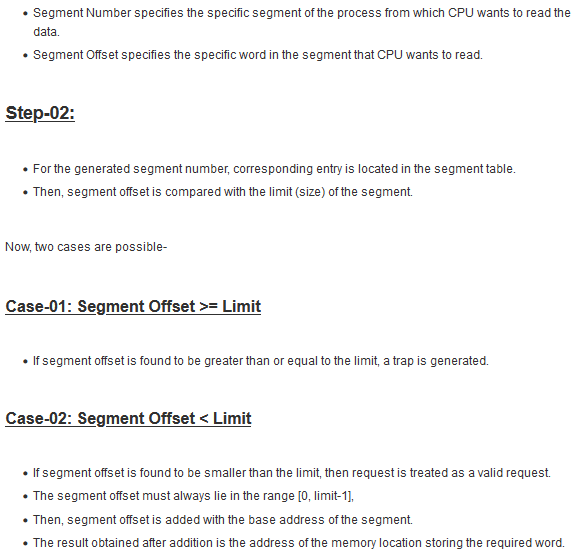 • Segment Number specifies the specific segment of the process from which CPU wants to read the
data.
• Segment Offset specifies the specific word in the segment that CPU wants to read.
Step-02:
• For the generated segment number, corresponding entry is located in the segment table.
• Then, segment offset is compared with the limit (size) of the segment.
Now, two cases are possible-
Case-01: Segment Offset >= Limit
• If segment offset is found to be greater than or equal to the limit, a trap is generated.
Case-02: Segment Offset < Limit
• If segment offset is found to be smaller than the limit, then request is treated as a valid request.
• The segment offset must always lie in the range [0, limit-1],
• Then, segment offset is added with the base address of the segment.
• The result obtained after addition is the address of the memory location storing the required word.